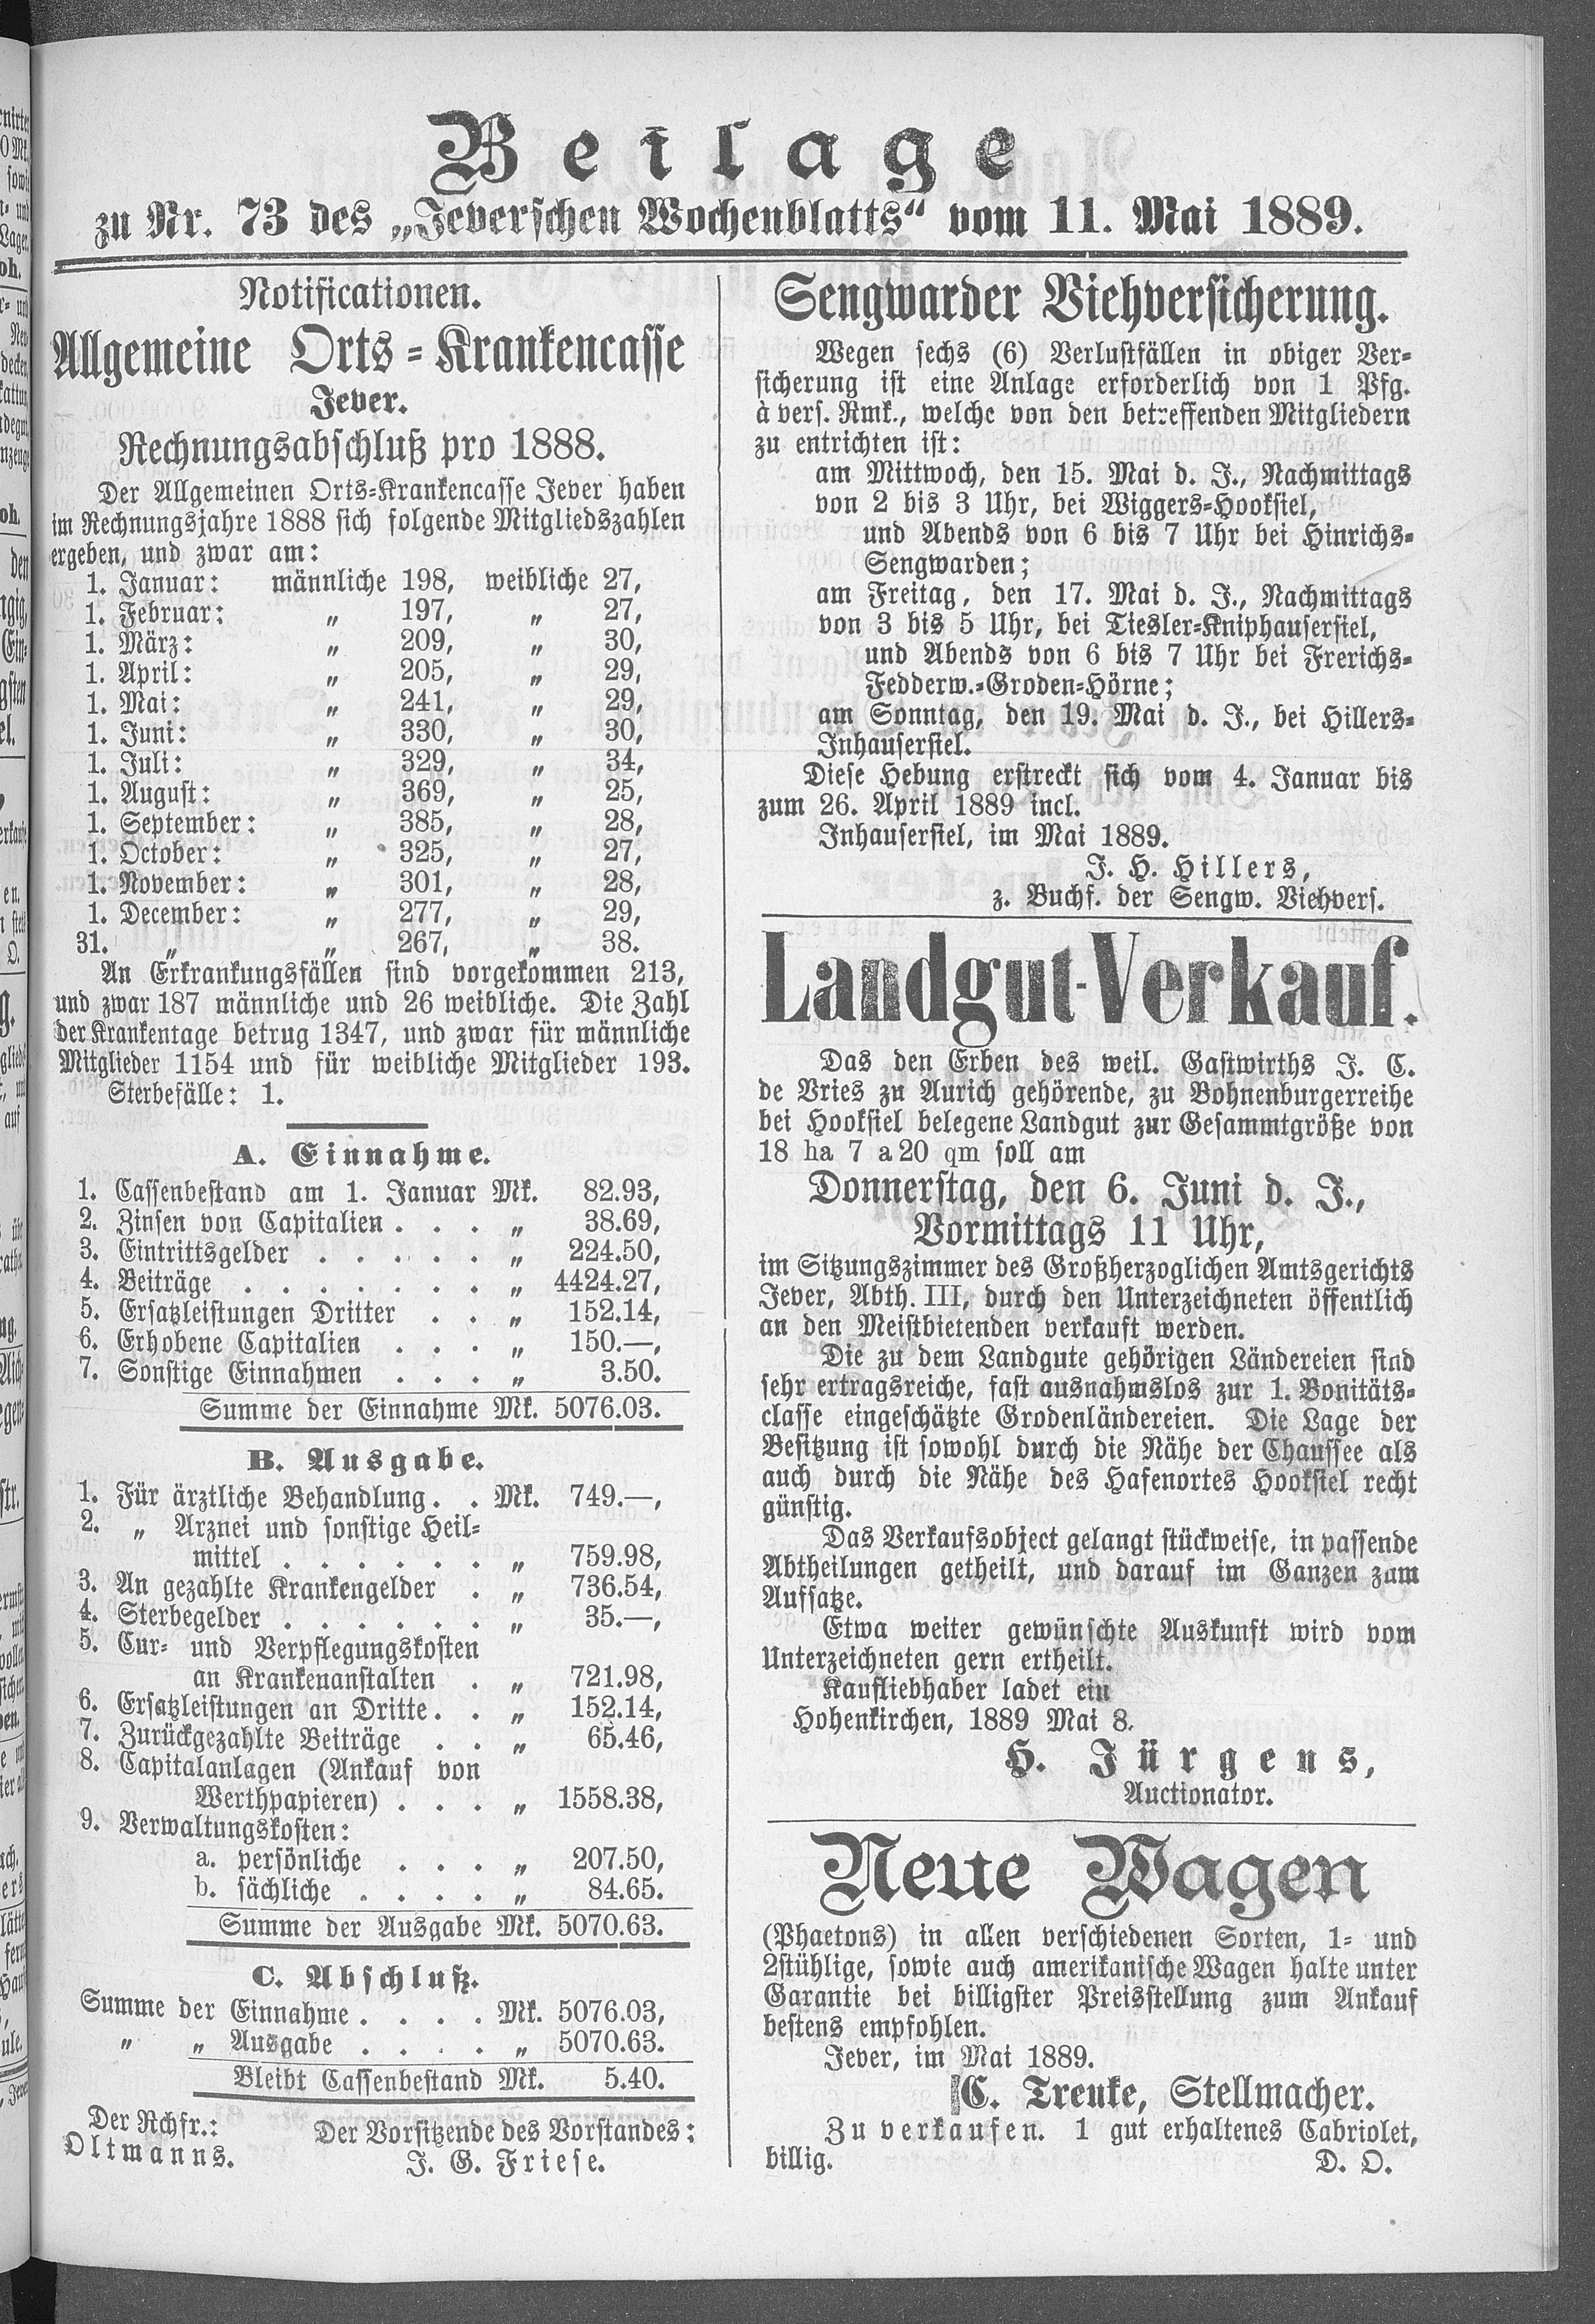 Beilage
zu Nr. 73 des „Jeverschen Wochenblatts“ vom 11. Mai 1889.
Notificationen.
Allgemeine Orts-Krankencasse
Jever.
Rechnungsabschluß pro 1888.
Der Allgemeinen Orts-Krankencasse Jever haben
im Rechnungsjahre 1888 sich folgende Mitgliedszahlen
ergeben, und zwar am:
1. Januar: männliche 198, weibliche 27,
1. Februar: „ 197, „ 27,
1. März: „ 209, „ 30,
1. April: „ 205, „ 29,
1. Mai: „ 241, „ 29,
1. Juni: „ 330, „ 30,
1. Juli: „ 329, „ 34,
1. August: „ 369, „ 25,
1. September: „ 385, „ 28,
1. October: „ 325, „ 27,
1. November: „ 301, „ 28,
1. December: „ 277, „ 29,
31. „ „ 267, „ 38.
An Erkrankungsfällen sind vorgekommen 213,
und zwar 187 männliche und 26 weibliche. Die Zahl
der Krankentage betrug 1347, und zwar für männliche
Mitglieder 1154 und für weibliche Mitglieder 193.
Sterbefälle: 1.
A. Einnahme.
1. Cassenbestand am 1. Januar Mk. 82.93,
2. Zinsen von Capitalien . . . „ 38.69,
3. Eintrittsgelder . . . . . „ 224.50,
4. Beiträge . . . . . . . „ 4424.27,
5. Ersatzleistungen Dritter . . „ 152.14,
6. Erhobene Capitalien . . . „ 150.—,
7. Sonstige Einnahmen . . . „ 3.50.
Summe der Einnahme Mk. 5076.03.
B. Ausgabe.
1. Für ärztliche Behandlung . . Mk. 749.—,
2. „ Arznei und sonstige Heil-
mittel . . . . . . „ 759.98,
3. An gezahlte Krankengelder . „ 736.54,
4. Sterbegelder . . . . . . „ 35.—,
5. Cur- und Verpflegungskosten
an Krankenanstalten . „ 721.98,
6. Ersatzleistungen an Dritte . . „ 152.14,
7. Zurückgezahlte Beiträge . . „ 65.46,
8. Capitalanlagen (Ankauf von
Werthpapieren) . . . „ 1558.38,
9. Verwaltungskosten:
a. persönliche . . . „ 207.50,
b. sächliche . . . . „ 84.65.
Summe der Ausgabe Mk. 5070.63.
C. Abschluß.
Summe der Einnahme . . . . Mk. 5076.03,
„ „ Ausgabe . . . . „ 5070.63.
Bleibt Cassenbestand Mk. 5.40.
Der Rchfr.: Der Vorsitzende des Vorstandes:
Oltmanns. J. G. Friese.
Sengwarder Viehversicherung.
Wegen sechs (6) Verlustfällen in obiger Ver-
sicherung ist eine Anlage erforderlich von 1 Pfg.
à vers. Rmk., welche von den betreffenden Mitgliedern
zu entrichten ist:
am Mittwoch, den 15. Mai d. J., Nachmittags
von 2 bis 3 Uhr, bei Wiggers-Hooksiel,
und Abends von 6 bis 7 Uhr bei Hinrichs-
Sengwarden;
am Freitag, den 17. Mai d. J., Nachmittags
von 3 bis 5 Uhr, bei Tiesler-Kniphausersiel,
und Abends von 6 bis 7 Uhr bei Frerichs-
Fedderw.-Groden-Hörne;
am Sonntag, den 19. Mai d. J., bei Hillers-
Inhausersiel.
Diese Hebung erstreckt sich vom 4. Januar bis
zum 26. April 1889 incl.
Inhausersiel, im Mai 1889.
J. H. Hillers,
z. Buchf. der Sengw. Viehvers.
Landgut-Verkauf.
Das den Erben des weil. Gastwirths J. C.
de Vries zu Aurich gehörende, zu Bohnenburgerreihe
bei Hooksiel belegene Landgut zur Gesammtgröße von
18 ha 7 a 20 qm soll am
Donnerstag, den 6. Juni d. J.,
Vormittags 11 Uhr,
im Sitzungszimmer des Großherzoglichen Amtsgerichts
Jever, Abth. III, durch den Unterzeichneten öffentlich
an den Meistbietenden verkauft werden.
Die zu dem Landgute gehörigen Ländereien sind
sehr ertragsreiche, fast ausnahmslos zur 1. Bonitäts-
classe eingeschätzte Grodenländereien. Die Lage der
Besitzung ist sowohl durch die Nähe der Chaussee als
auch durch die Nähe des Hafenortes Hooksiel recht
günstig.
Das Verkaufsobject gelangt stückweise, in passende
Abtheilungen getheilt, und darauf im Ganzen zum
Aufsatze.
Etwa weiter gewünschte Auskunft wird vom
Unterzeichneten gern ertheilt.
Kaufliebhaber ladet ein
Hohenkirchen, 1889 Mai 8.
H. Jürgens,
Auctionator.
Neue Wagen
(Phaetons) in allen verschiedenen Sorten, 1- und
2stühlige, sowie auch amerikanische Wagen halte unter
Garantie bei billigster Preisstellung zum Ankauf
bestens empfohlen.
Jever, im Mai 1889.
C. Trenke, Stellmacher.
Zu verkaufen. 1 gut erhaltenes Cabriolet,
billig. D. O.